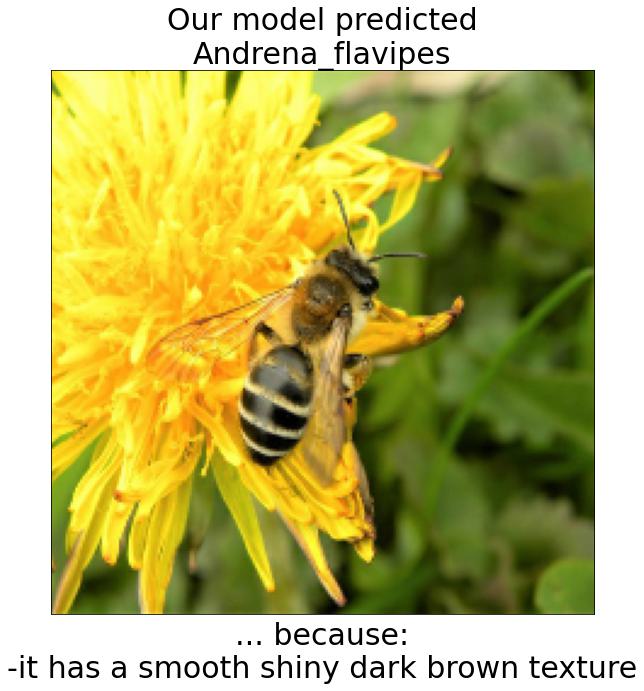 Our model predicted
Andrena_flavipes
... because:
-it has a smooth shiny dark brown texture